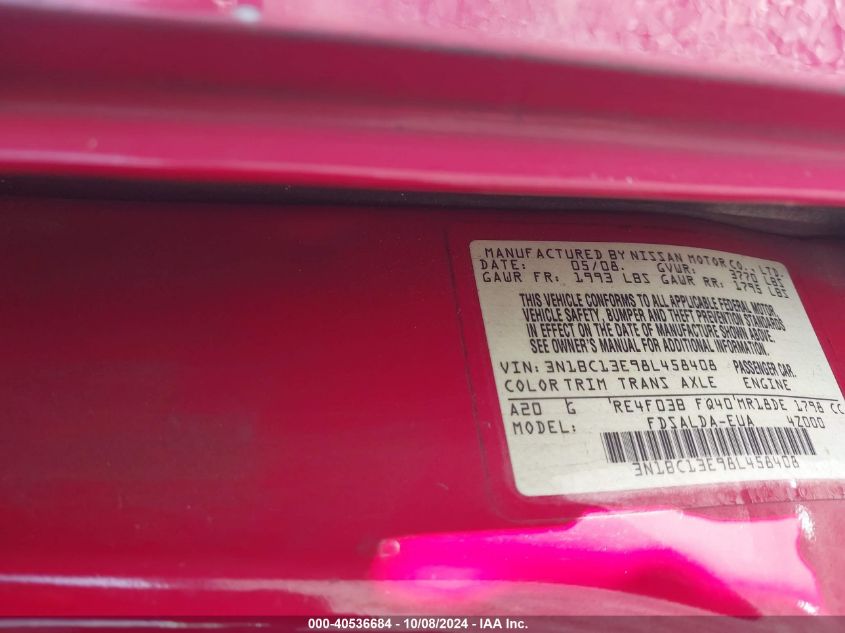 MANUFACTURED BY NISSAN MOTOR CO., LTD
DATE: 05/08. GVWR: 3770 LBS
GAWR FR: 1993 LBS GAWR RR: 1795 LBS
THIS VEHICLE CONFORMS TO ALL APPLICABLE FEDERAL MOTOR
VEHICLE SAFETY, BUMPER AND THEFT PREVENTION STANDARDS
IN EFFECT ON THE DATE OF MANUFACTURE SHOWN ABOVE.
SEE OWNER'S MANUAL FOR ADDITIONAL INFORMATION.
VIN: 3N1BC13E98L458408 PASSENGER CAR.
COLOR TRIM TRANS AXLE ENGINE
A20 G RE4F03B FQ40 MR18DE 1798 CC
MODEL: FDSALDA-EUA 4Z000
3N1BC13E98L458408
000-40536684 - 10/08/2024 - IAA Inc.